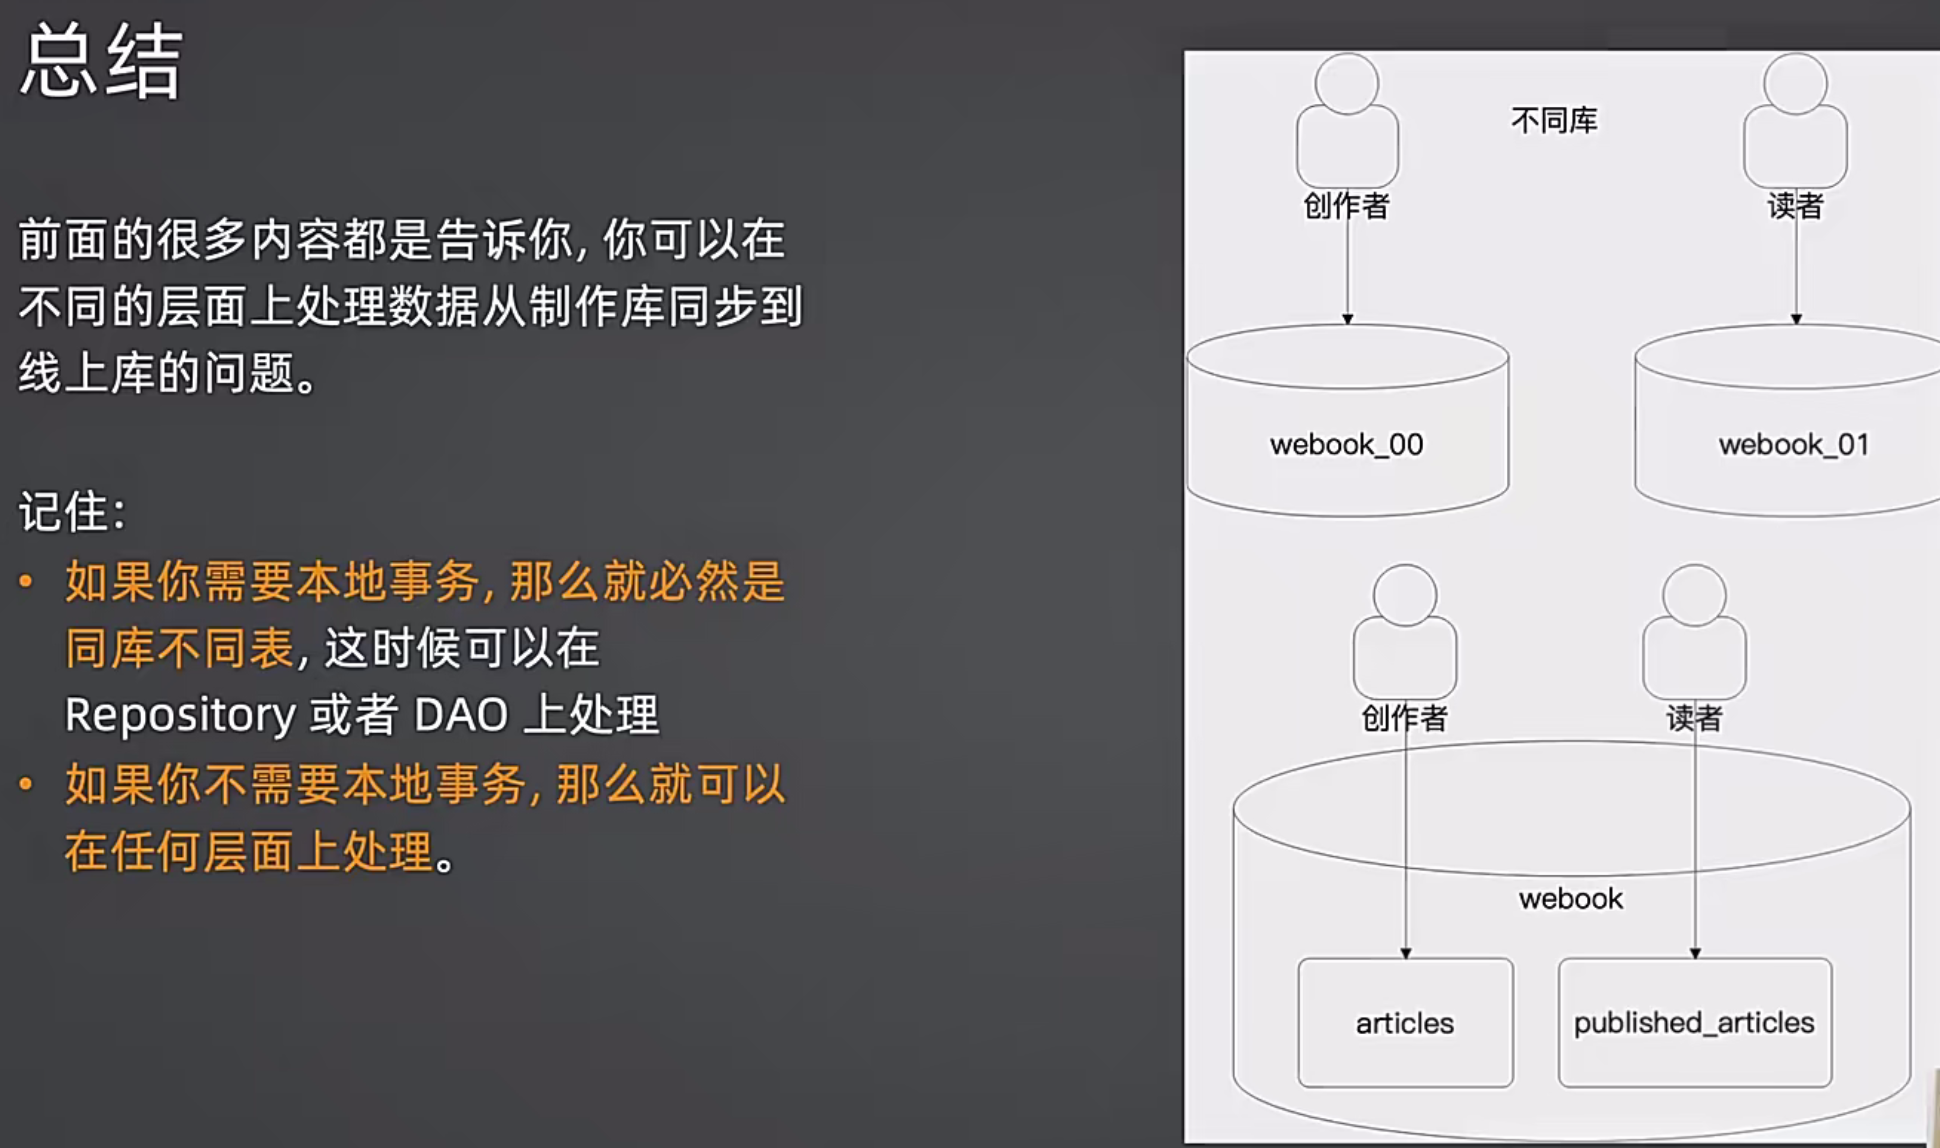 总结
前面的很多内容都是告诉你, 你可以在
不同的层面上处理数据从制作库同步到
线上库的问题。
记住:
• 如果你需要本地事务, 那么就必然是
同库不同表, 这时候可以在
Repository 或者 DAO 上处理
• 如果你不需要本地事务, 那么就可以
在任何层面上处理。
不同库
创作者
读者
webook_00
webook_01
创作者
读者
webook
articles
published_articles